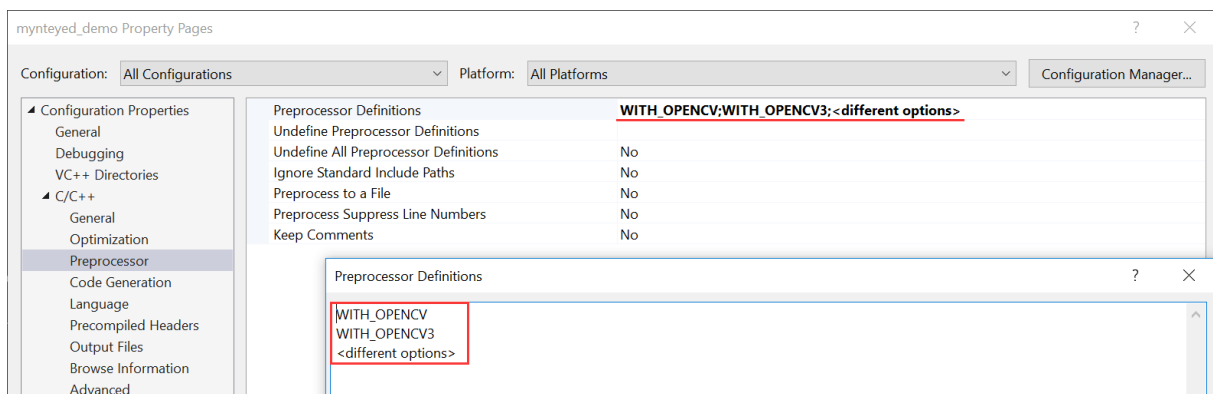 mynteyed_demo Property Pages ?
Configuration: All Configurations Platform: All Platforms Configuration Manager...
Configuration Properties
General
Debugging
VC++ Directories
C/C++
General
Optimization
Preprocessor
Code Generation
Language
Precompiled Headers
Output Files
Browse Information
Advanced
Preprocessor Definitions WITH_OPENCV;WITH_OPENCV3;<different options>
Undefine Preprocessor Definitions
Undefine All Preprocessor Definitions No
Ignore Standard Include Paths No
Preprocess to a File No
Preprocess Suppress Line Numbers No
Keep Comments No
Preprocessor Definitions ?
WITH_OPENCV
WITH_OPENCV3
<different options>